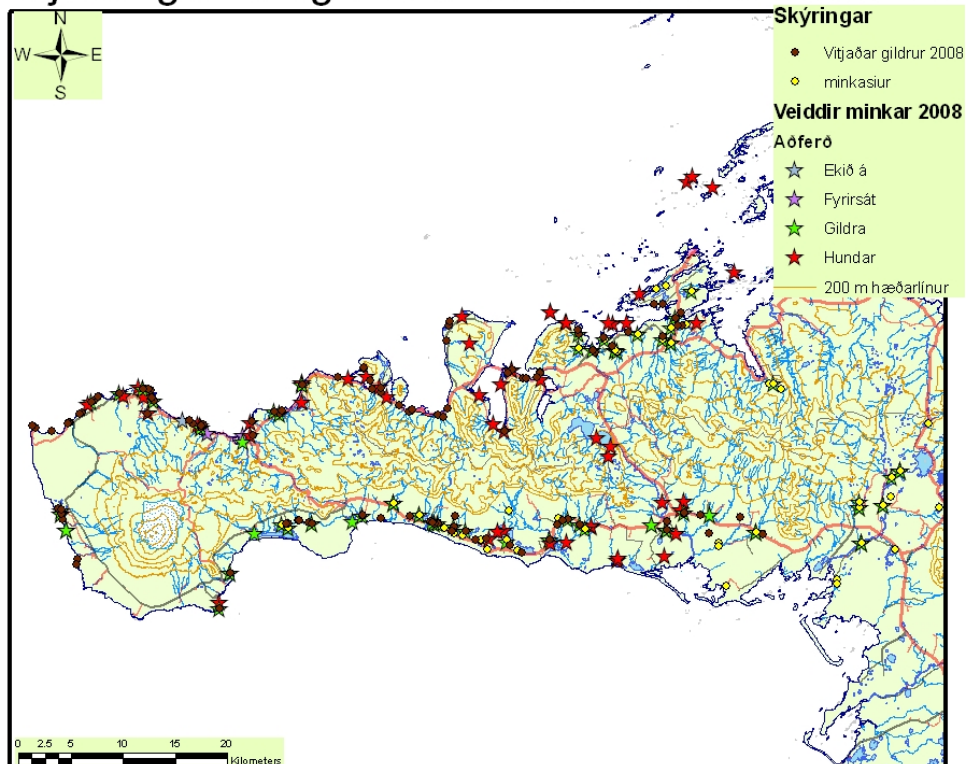 N
W E
S
Skýringar
Vitjaðar gildrur 2008
minkasiur
Veiddir minkar 2008
Aðferð
Ekið á
Fyrirsát
Gildra
Hundar
200 m hæðarlínur
0 2.5 5 10 15 20
Kilometers